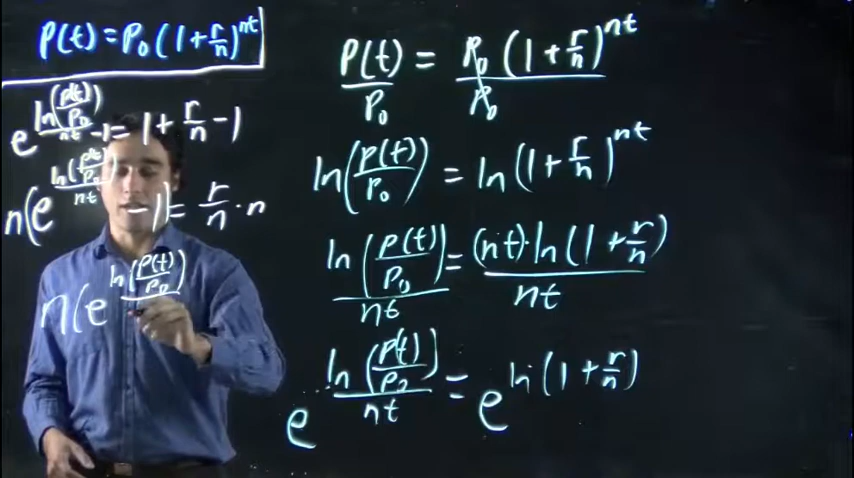 P(t) = P₀(1 + r/n)^(nt)
e^(ln(P(t)/P₀)/nt) - 1 = 1 + r/n - 1
n(e^(ln(P(t)/P₀)/nt) - 1) = r/n · n
n(e^(ln(P(t)/P₀)
P(t)/P₀ = P₀(1 + r/n)^(nt)/P₀
ln(P(t)/P₀) = ln(1 + r/n)^(nt)
ln(P(t)/P₀)/nt = (nt)·ln(1 + r/n)/nt
e^(ln(P(t)/P₀)/nt) = e^(ln(1 + r/n))